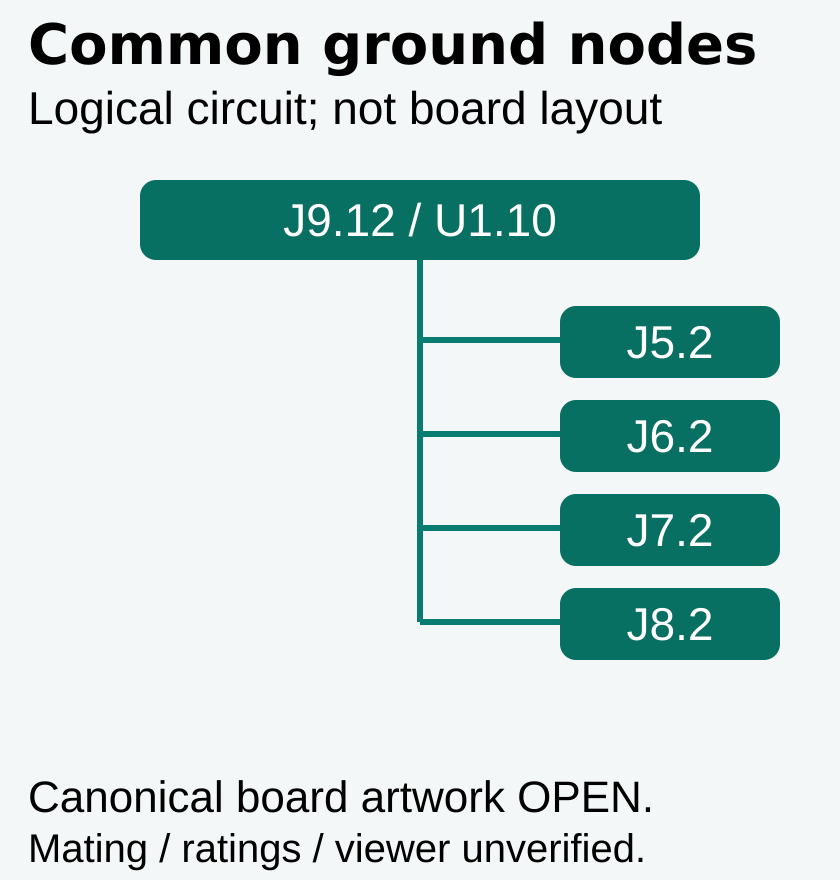 Common ground nodes
Logical circuit; not board layout
J9.12 / U1.10
J5.2
J6.2
J7.2
J8.2
Canonical board artwork OPEN.
Mating / ratings / viewer unverified.